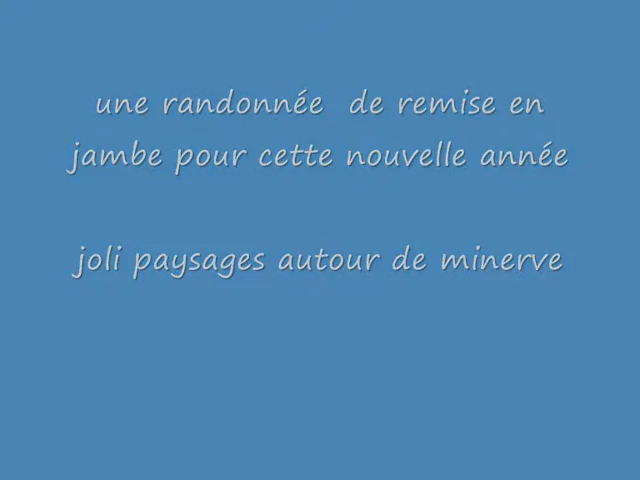 une randonnée de remise en
jambe pour cette nouvelle année
joli paysages autour de minerve